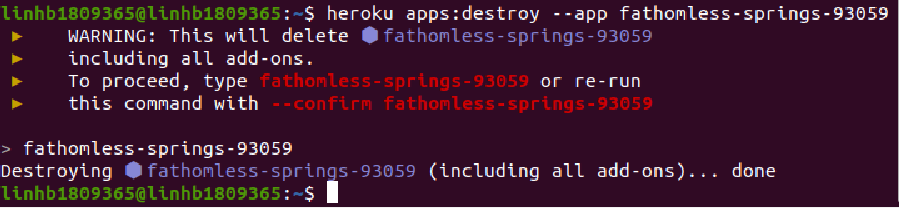 linhb1809365@linhb1809365:~$ heroku apps:destroy --app fathomless-springs-93059
▸ WARNING: This will delete ⬢ fathomless-springs-93059
▸ including all add-ons.
▸ To proceed, type fathomless-springs-93059 or re-run
▸ this command with --confirm fathomless-springs-93059
> fathomless-springs-93059
Destroying ⬢ fathomless-springs-93059 (including all add-ons)... done
linhb1809365@linhb1809365:~$